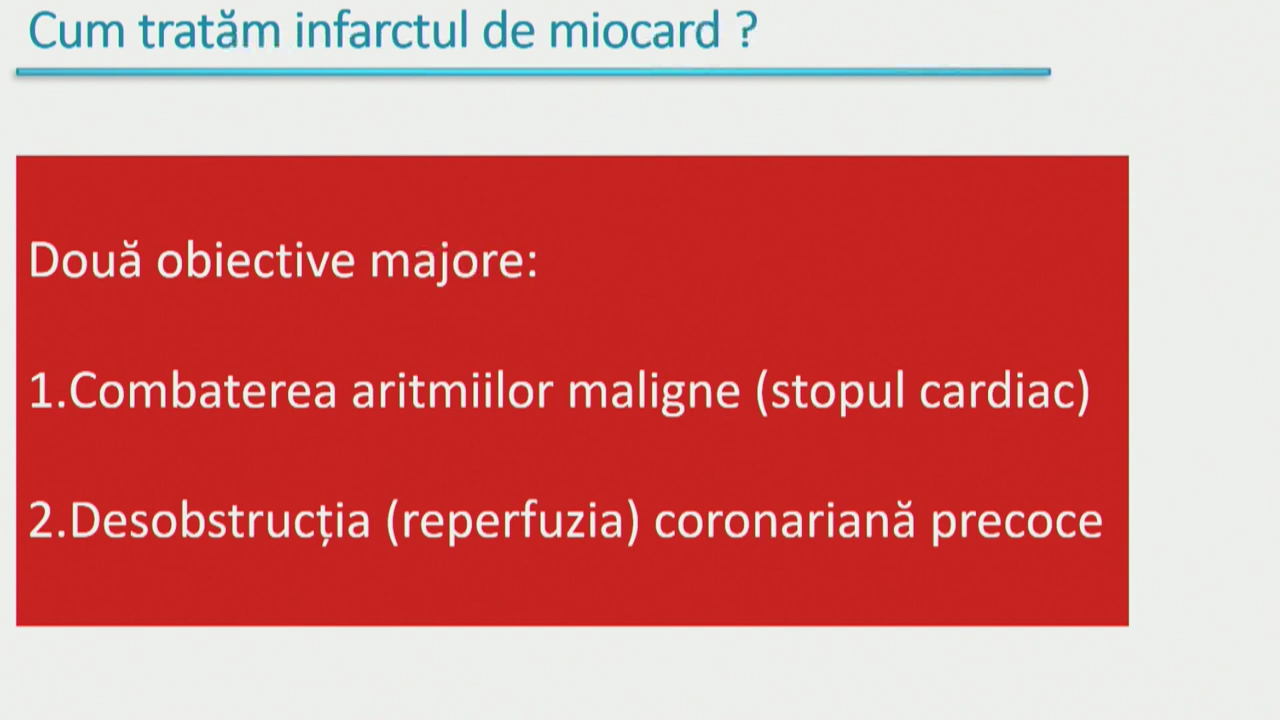 Cum tratăm infarctul de miocard ?
Două obiective majore:
1.Combaterea aritmiilor maligne (stopul cardiac)
2.Desobstrucția (reperfuzia) coronariană precoce